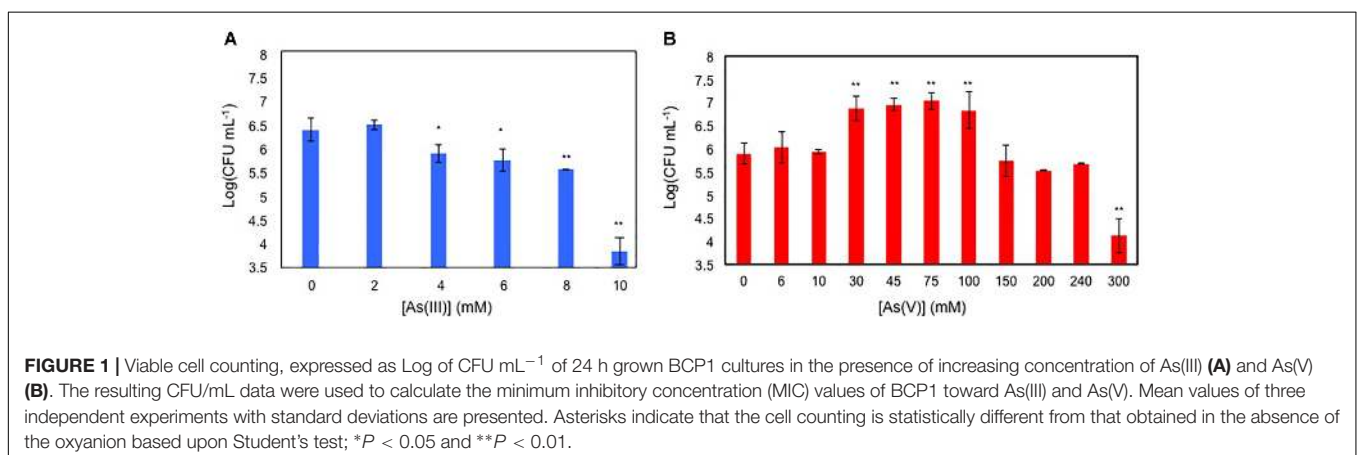 A
8
7.5
7
6.5
6
5.5
5
4.5
4
3.5
Log(CFU mL-1)
* * ** **
0 2 4 6 8 10
[As(III)] (mM)
B
8
7.5
7
6.5
6
5.5
5
4.5
4
3.5
Log(CFU mL-1)
** ** ** ** **
0 6 10 30 45 75 100 150 200 240 300
[As(V)] (mM)
FIGURE 1 | Viable cell counting, expressed as Log of CFU mL−1 of 24 h grown BCP1 cultures in the presence of increasing concentration of As(III) (A) and As(V)
(B). The resulting CFU/mL data were used to calculate the minimum inhibitory concentration (MIC) values of BCP1 toward As(III) and As(V). Mean values of three
independent experiments with standard deviations are presented. Asterisks indicate that the cell counting is statistically different from that obtained in the absence of
the oxyanion based upon Student's test; *P < 0.05 and **P < 0.01.